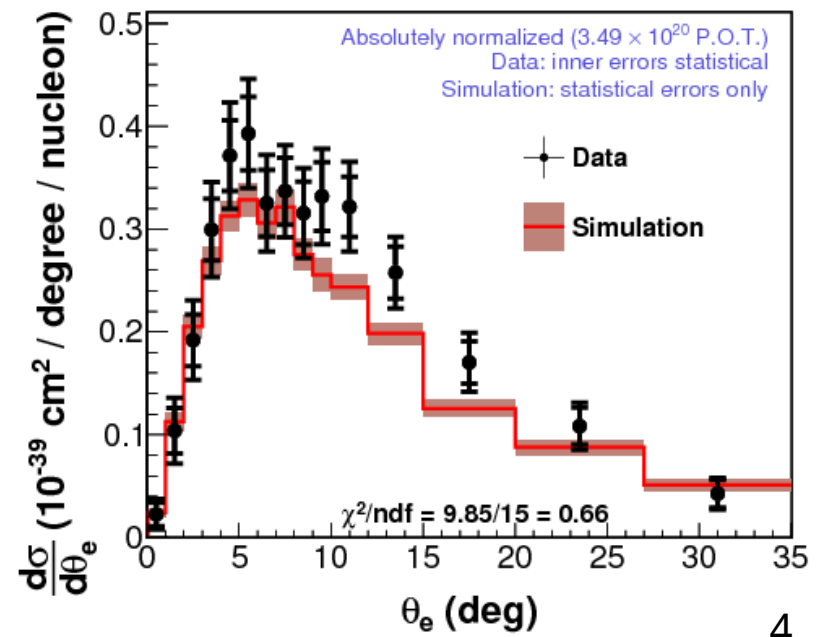 Absolutely normalized (3.49 × 10²⁰ P.O.T.)
Data: inner errors statistical
Simulation: statistical errors only
Data
Simulation
dσ/dθₑ (10⁻³⁹ cm² / degree / nucleon)
0.5
0.4
0.3
0.2
0.1
0
χ²/ndf = 9.85/15 = 0.66
0 5 10 15 20 25 30 35
θₑ (deg)
4